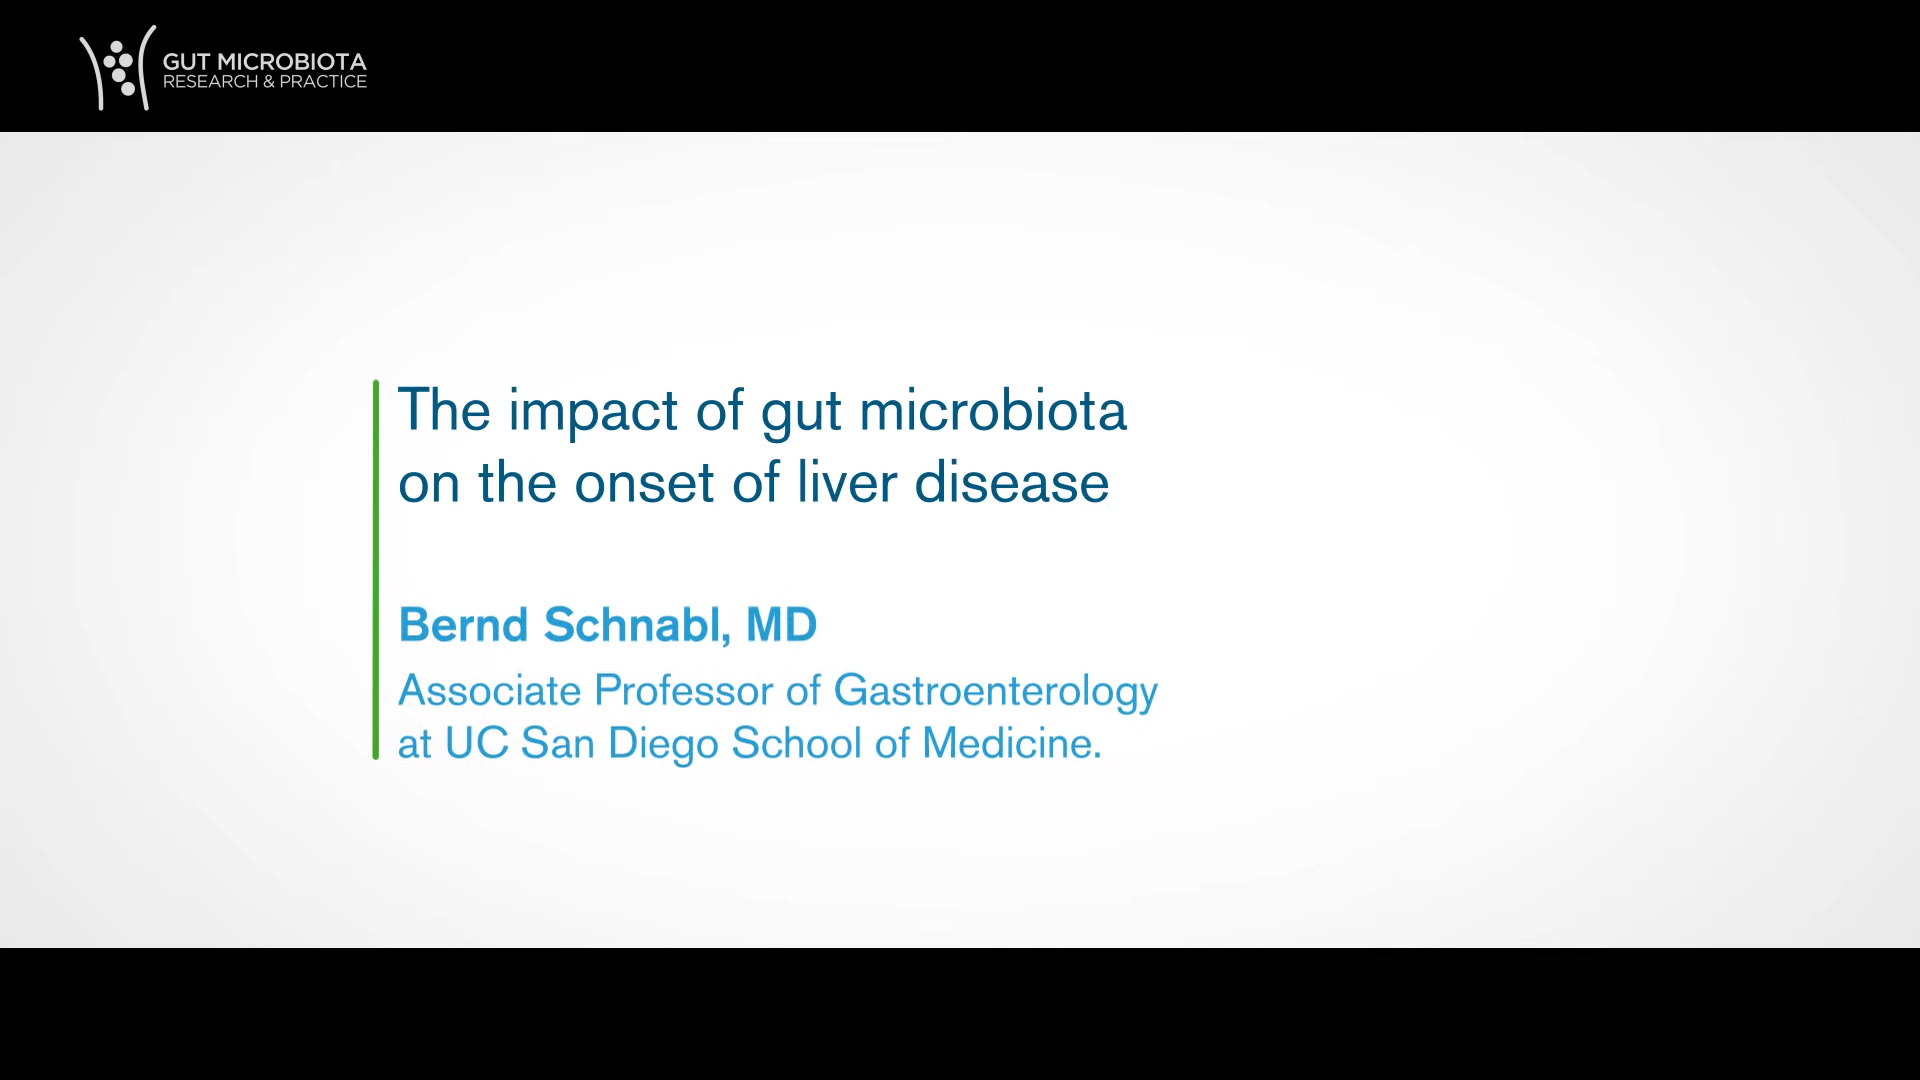 GUT MICROBIOTA
RESEARCH & PRACTICE
The impact of gut microbiota
on the onset of liver disease
Bernd Schnabl, MD
Associate Professor of Gastroenterology
at UC San Diego School of Medicine.